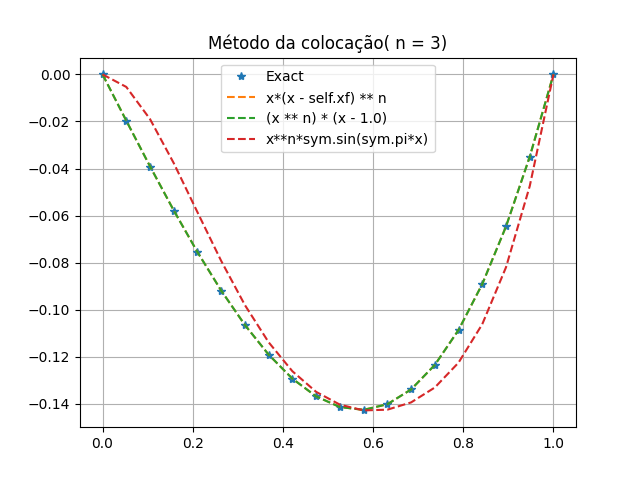 Método da colocação( n = 3)
0.00
−0.02
−0.04
−0.06
−0.08
−0.10
−0.12
−0.14
Exact
x*(x - self.xf) ** n
(x ** n) * (x - 1.0)
x**n*sym.sin(sym.pi*x)
0.0 0.2 0.4 0.6 0.8 1.0